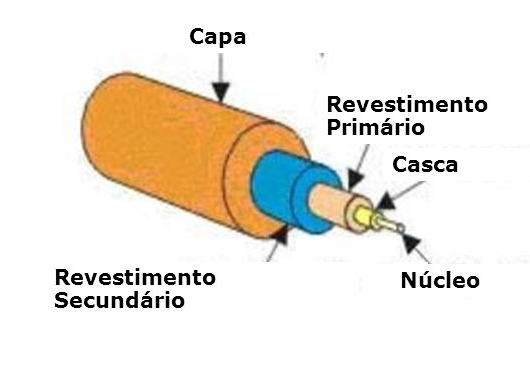 Capa
Revestimento
Primário
Casca
Revestimento
Secundário
Núcleo